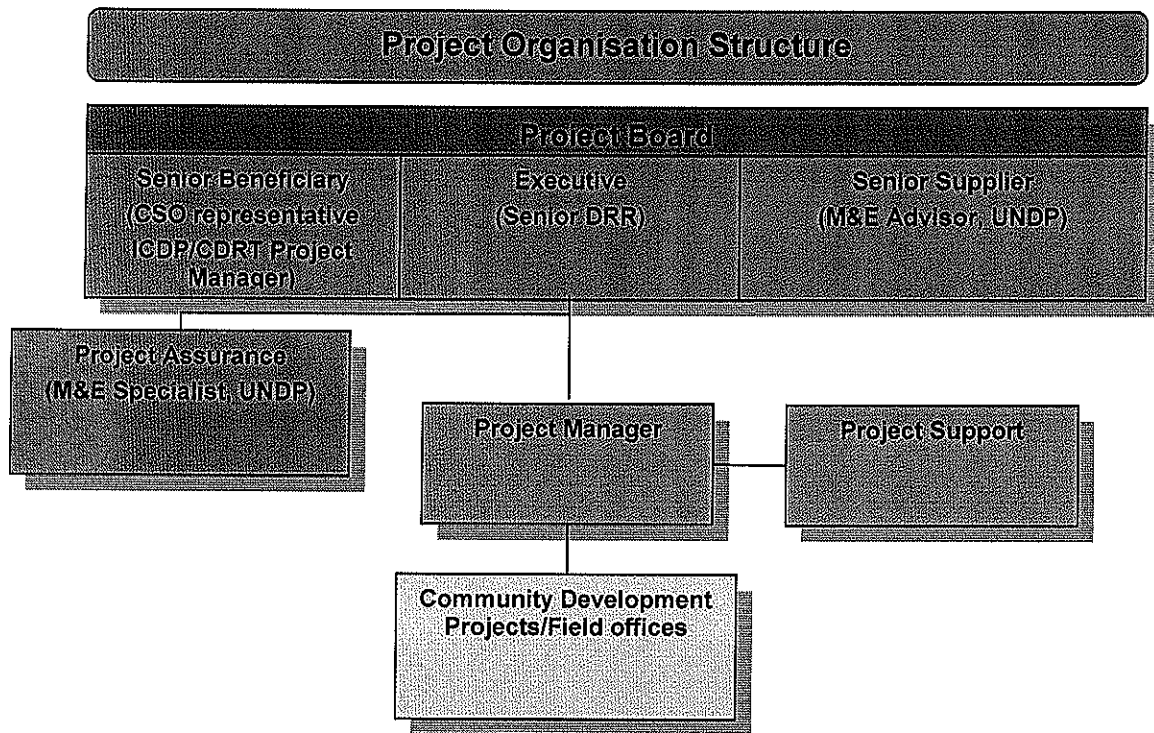 Project Organisation Structure
Project Board
Senior Beneficiary
(CSO representative
ICDP/CDRT Project
Manager)
Executive
(Senior DRR)
Senior Supplier
(M&E Advisor, UNDP)
Project Assurance
(M&E Specialist, UNDP)
Project Manager
Project Support
Community Development
Projects/Field offices